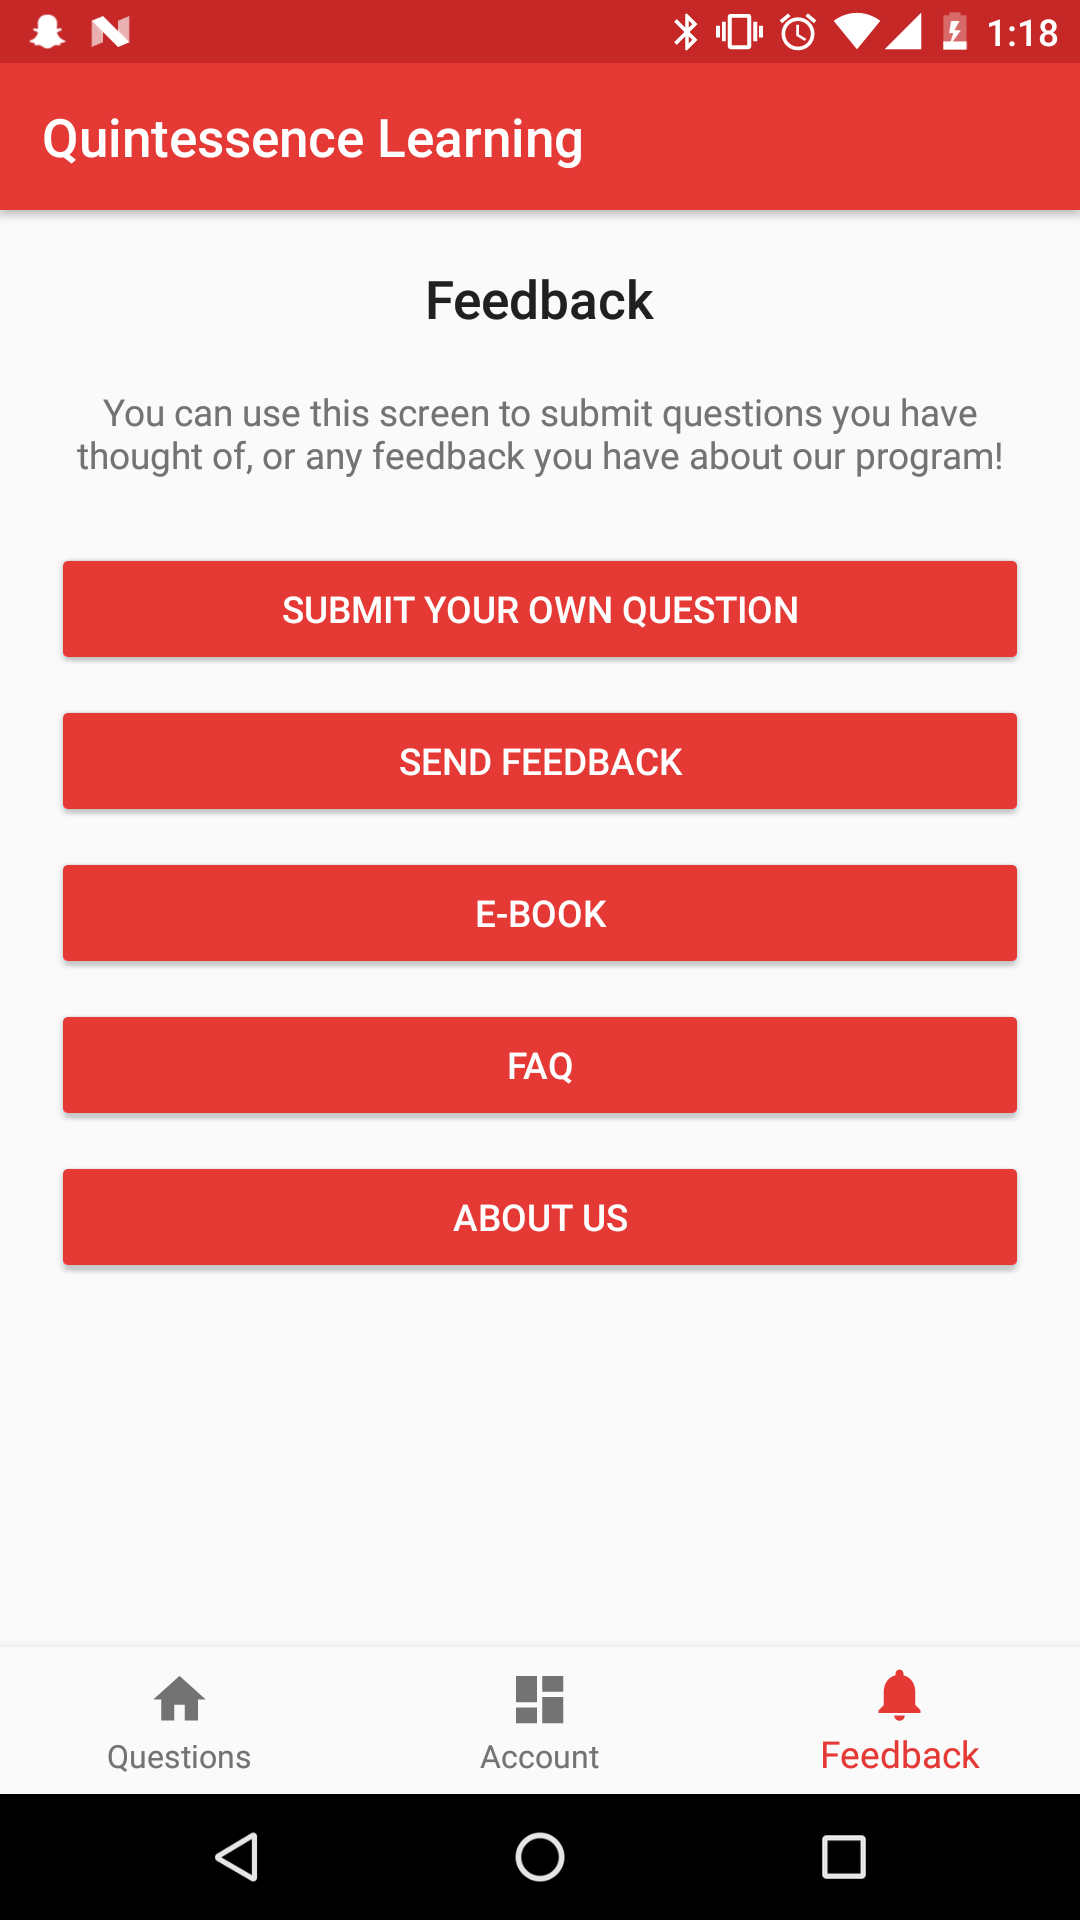 1:18
Quintessence Learning
Feedback
You can use this screen to submit questions you have
thought of, or any feedback you have about our program!
SUBMIT YOUR OWN QUESTION
SEND FEEDBACK
E-BOOK
FAQ
ABOUT US
Questions
Account
Feedback